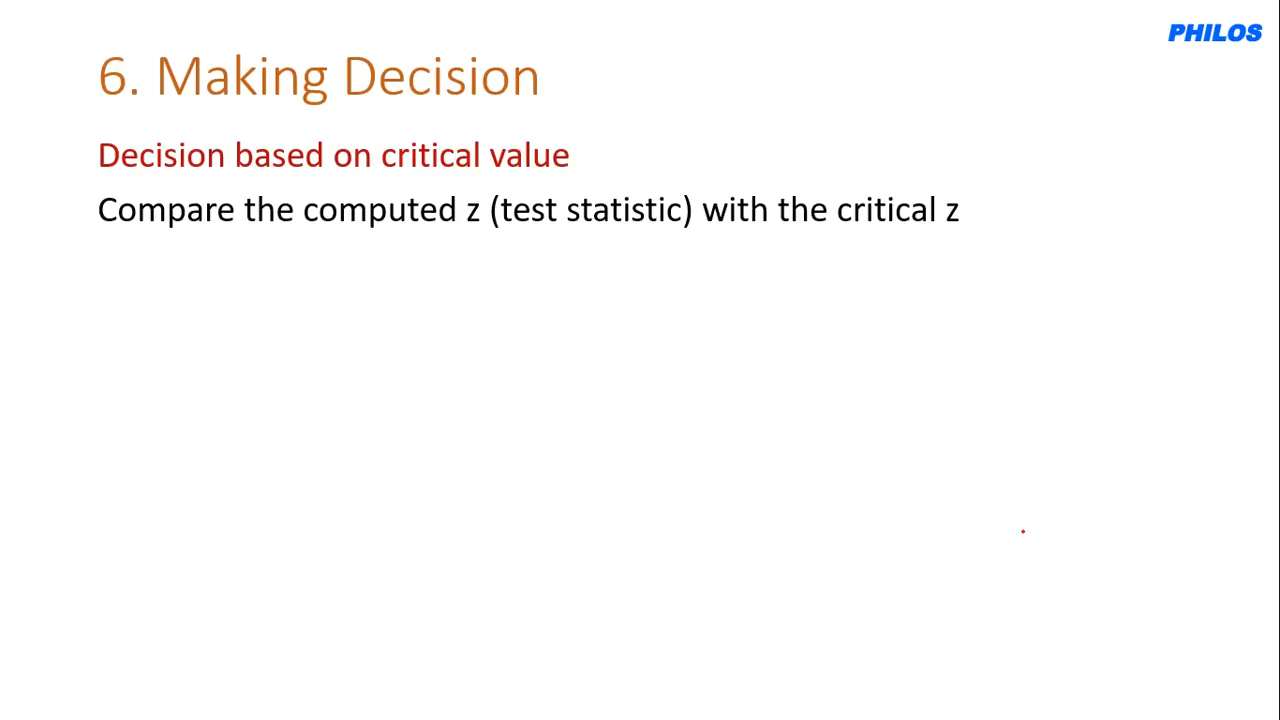 PHILOS
6. Making Decision
Decision based on critical value
Compare the computed z (test statistic) with the critical z